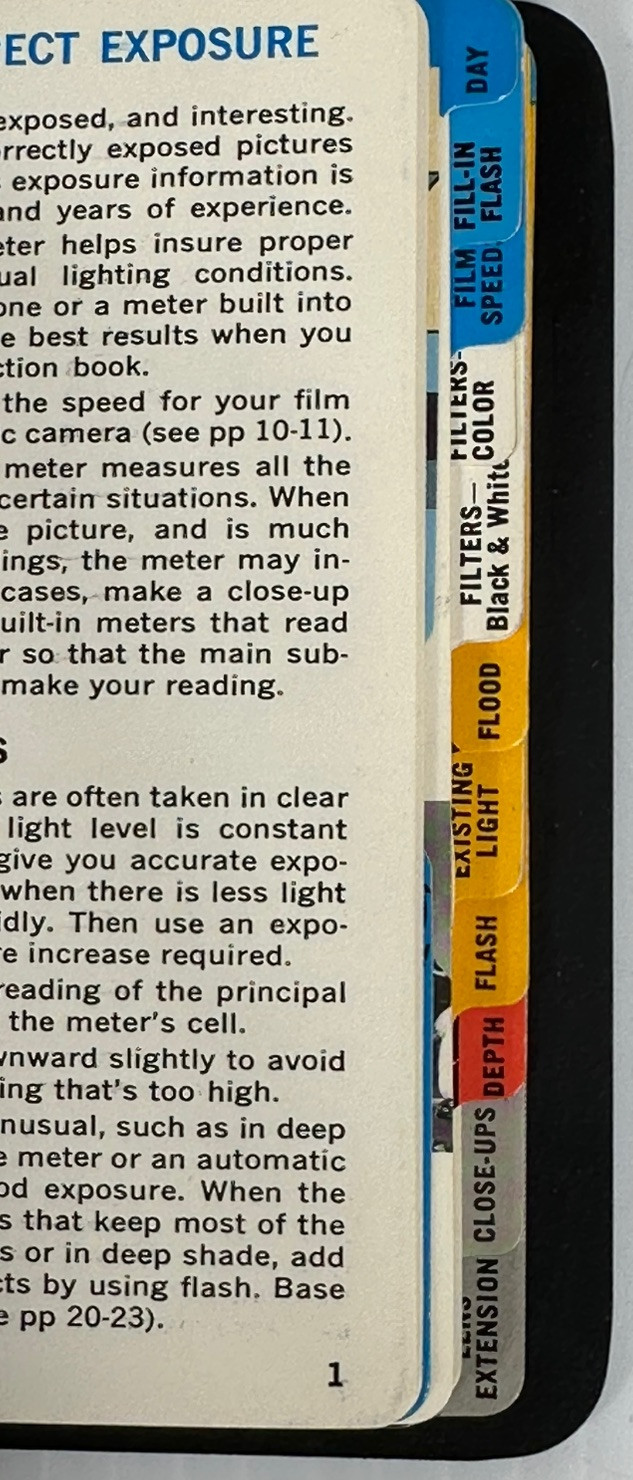 ECT EXPOSURE
exposed, and interesting.
rrectly exposed pictures
exposure information is
and years of experience.
eter helps insure proper
ual lighting conditions.
one or a meter built into
e best results when you
ction book.
the speed for your film
c camera (see pp 10-11).
meter measures all the
certain situations. When
e picture, and is much
ings, the meter may in-
cases, make a close-up
uilt-in meters that read
r so that the main sub-
make your reading.
S
s are often taken in clear
light level is constant
give you accurate expo-
when there is less light
idly. Then use an expo-
re increase required.
reading of the principal
the meter's cell.
wnward slightly to avoid
ing that's too high.
nusual, such as in deep
e meter or an automatic
od exposure. When the
s that keep most of the
s or in deep shade, add
cts by using flash. Base
e pp 20-23).
1
DAY
FILL-IN
FLASH
FILM
SPEED
FILTERS-
COLOR
FILTERS—
Black & White
FLOOD
EXISTING
LIGHT
FLASH
DEPTH
CLOSE-UPS
LENS
EXTENSION